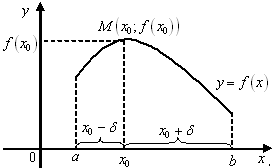 y
M(x₀; f(x₀))
f(x₀)
y = f(x)
x₀ − δ
x₀ + δ
0
a
x₀
b
x